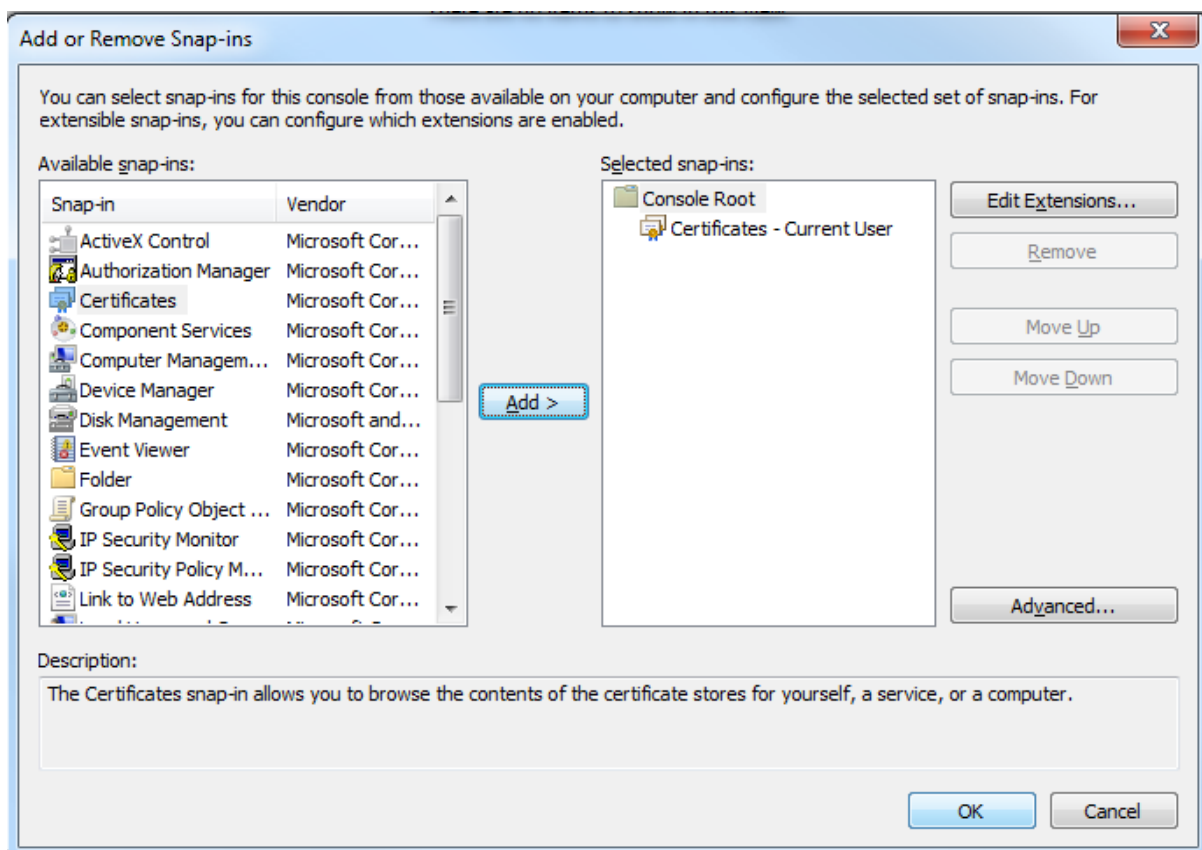 Add or Remove Snap-ins
You can select snap-ins for this console from those available on your computer and configure the selected set of snap-ins. For
extensible snap-ins, you can configure which extensions are enabled.
Available snap-ins:
Snap-in Vendor
ActiveX Control Microsoft Cor...
Authorization Manager Microsoft Cor...
Certificates Microsoft Cor...
Component Services Microsoft Cor...
Computer Managem... Microsoft Cor...
Device Manager Microsoft Cor...
Disk Management Microsoft and...
Event Viewer Microsoft Cor...
Folder Microsoft Cor...
Group Policy Object ... Microsoft Cor...
IP Security Monitor Microsoft Cor...
IP Security Policy M... Microsoft Cor...
Link to Web Address Microsoft Cor...
Add >
Selected snap-ins:
Console Root
Certificates - Current User
Edit Extensions...
Remove
Move Up
Move Down
Advanced...
Description:
The Certificates snap-in allows you to browse the contents of the certificate stores for yourself, a service, or a computer.
OK
Cancel